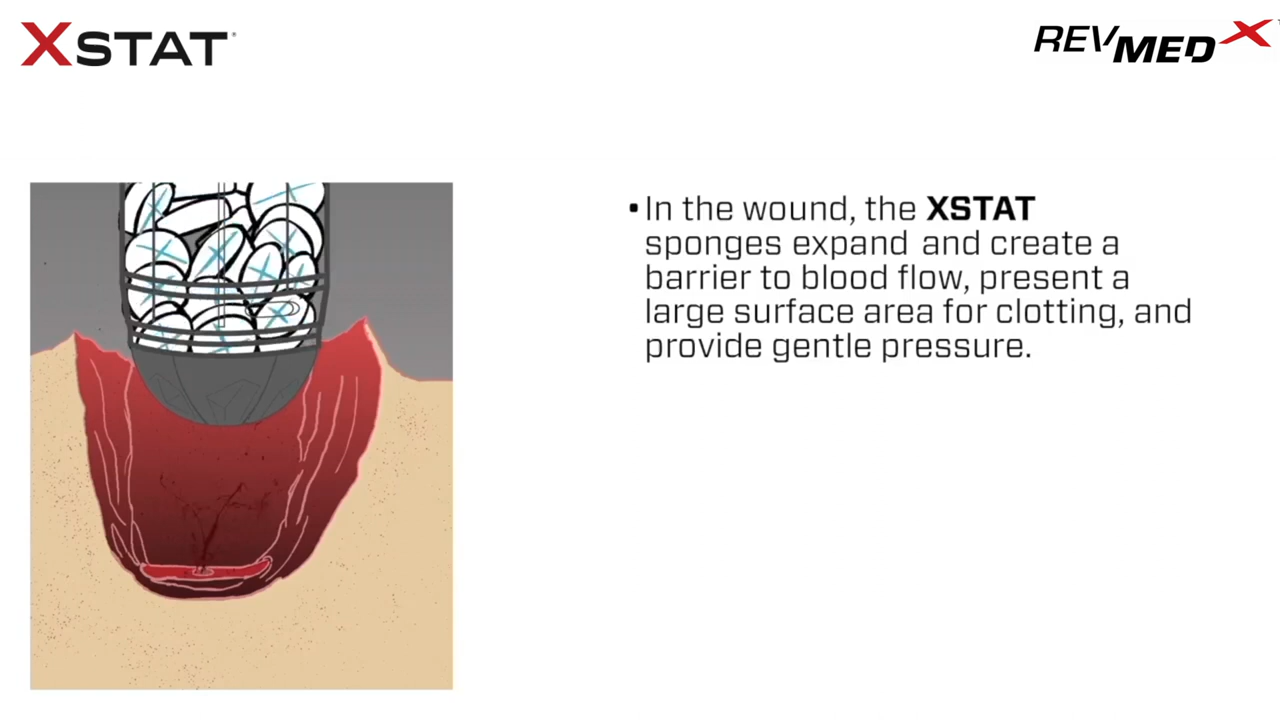 XSTAT®
REVMEDX
• In the wound, the XSTAT
sponges expand and create a
barrier to blood flow, present a
large surface area for clotting, and
provide gentle pressure.